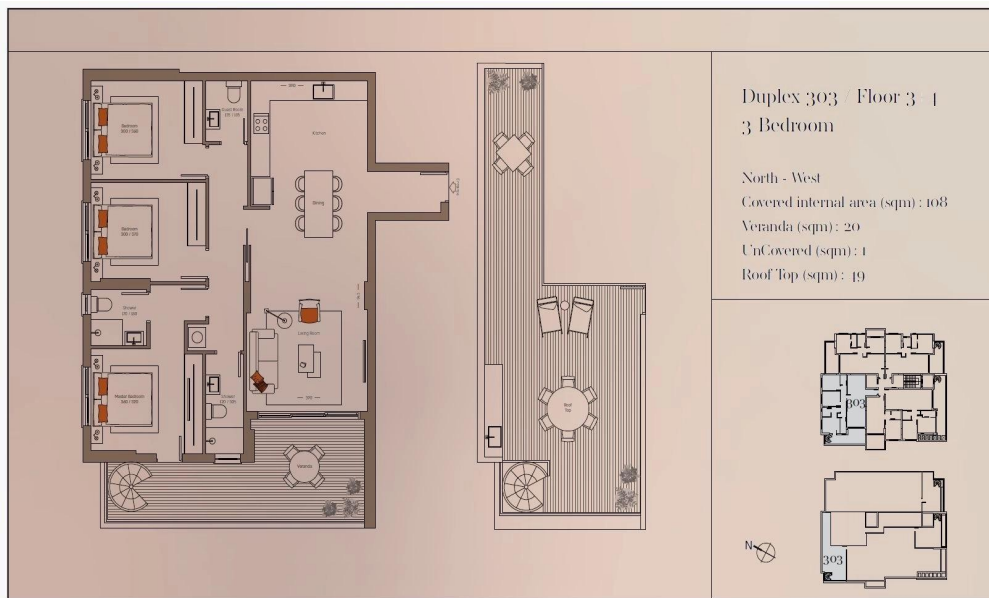 Duplex 303 / Floor 3-4
3 Bedroom
North - West
Covered internal area (sqm) : 108
Veranda (sqm) : 20
UnCovered (sqm) : 1
Roof Top (sqm) : 49
Bedroom
Guest Room
Kitchen
Bedroom
Dining
Shower
Living Room
Master Bedroom
Shower
Veranda
Roof
Top
303
N
303